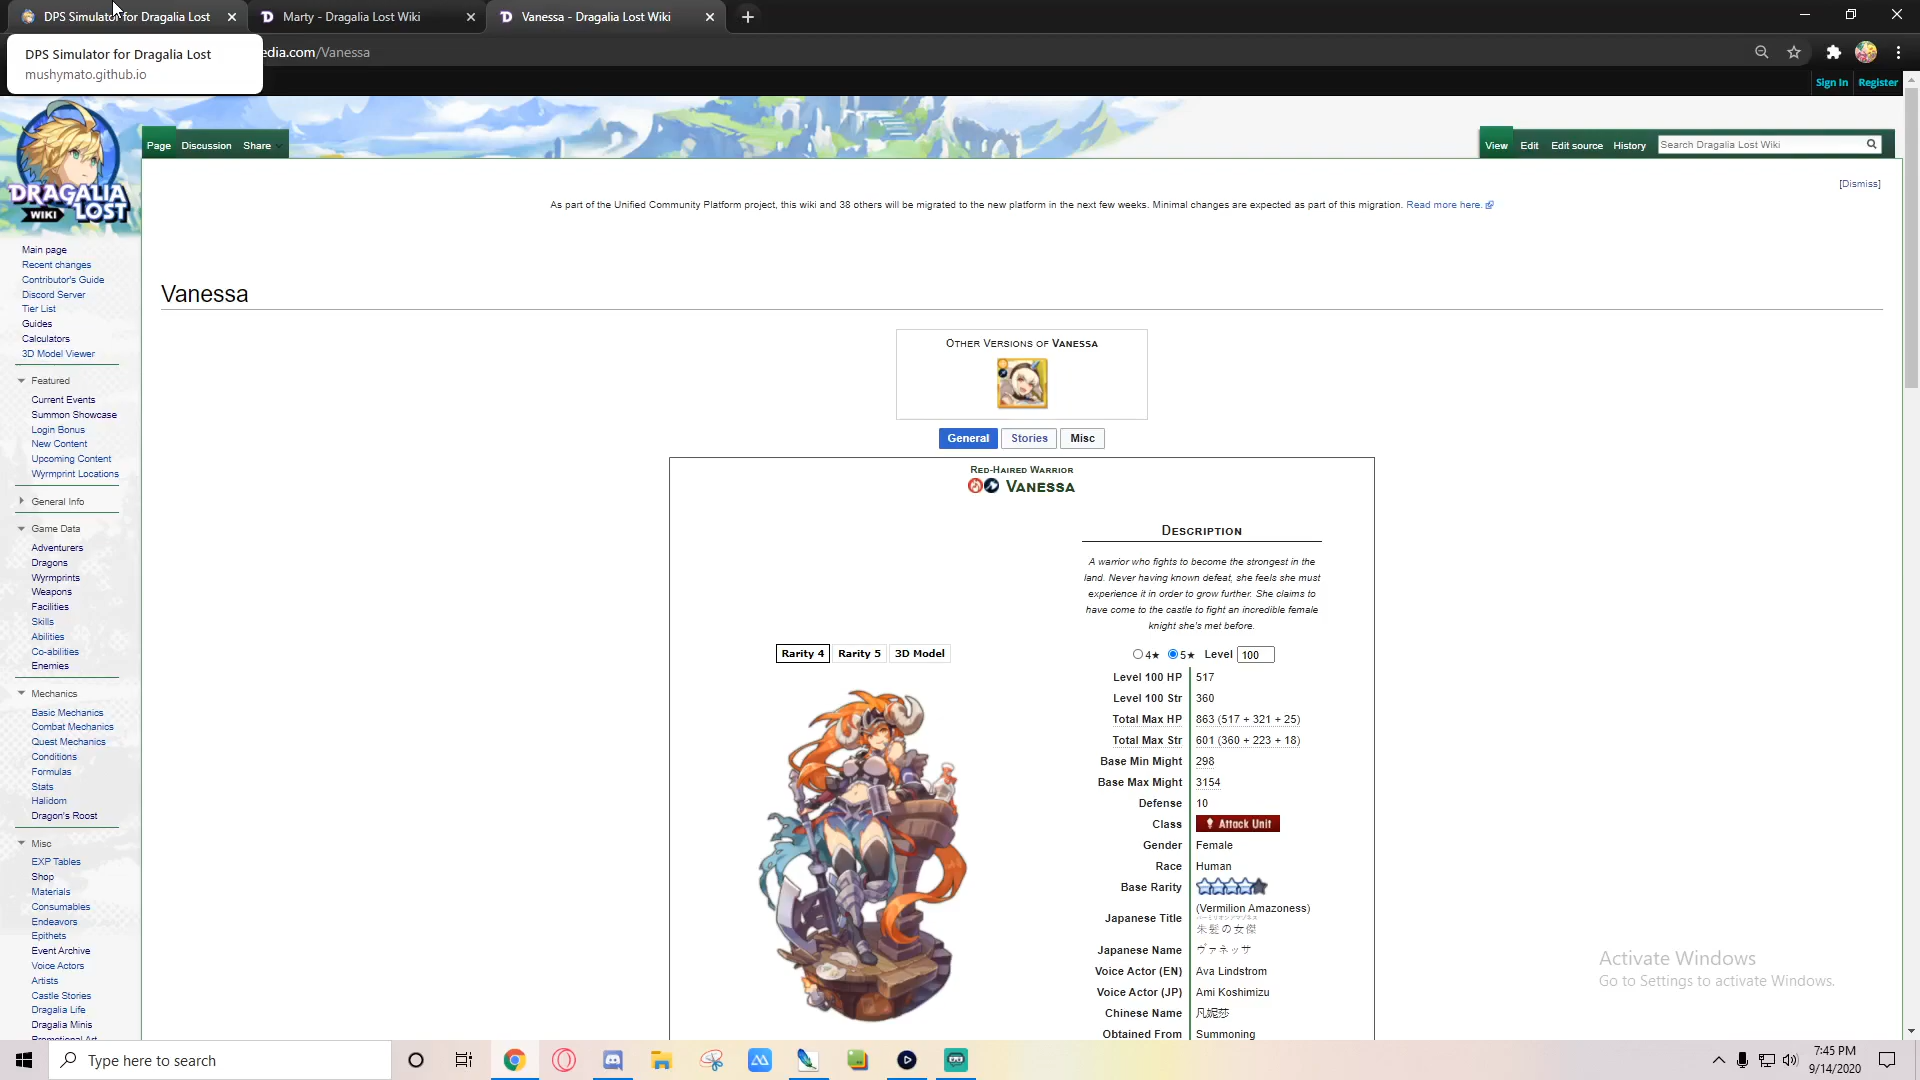 DPS Simulator for Dragalia Lost
Marty - Dragalia Lost Wiki
Vanessa - Dragalia Lost Wiki
DPS Simulator for Dragalia Lost
mushymato.github.io
edia.com/Vanessa
Sign In Register
DRAGALIA
WIKI LOST
Page Discussion Share
View Edit Edit source History Search Dragalia Lost Wiki
[Dismiss]
As part of the Unified Community Platform project, this wiki and 38 others will be migrated to the new platform in the next few weeks. Minimal changes are expected as part of this migration. Read more here.
Main page
Recent changes
Contributor's Guide
Discord Server
Tier List
Guides
Calculators
3D Model Viewer
Featured
Current Events
Summon Showcase
Login Bonus
New Content
Upcoming Content
Wyrmprint Locations
General Info
Game Data
Adventurers
Dragons
Wyrmprints
Weapons
Facilities
Skills
Abilities
Co-abilities
Enemies
Mechanics
Basic Mechanics
Combat Mechanics
Quest Mechanics
Conditions
Formulas
Stats
Halidom
Dragon's Roost
Misc
EXP Tables
Shop
Materials
Consumables
Endeavors
Epithets
Event Archive
Voice Actors
Artists
Castle Stories
Dragalia Life
Dragalia Minis
Promotional Art
Vanessa
Other Versions of Vanessa
General Stories Misc
Red-Haired Warrior
Vanessa
Description
A warrior who fights to become the strongest in the
land. Never having known defeat, she feels she must
experience it in order to grow further. She claims to
have come to the castle to fight an incredible female
knight she's met before.
Rarity 4 Rarity 5 3D Model
4★ 5★ Level 100
Level 100 HP 517
Level 100 Str 360
Total Max HP 863 (517 + 321 + 25)
Total Max Str 601 (360 + 223 + 18)
Base Min Might 298
Base Max Might 3154
Defense 10
Class Attack Unit
Gender Female
Race Human
Base Rarity
Japanese Title (Vermilion Amazoness)
朱髪の女傑
Japanese Name ヴァネッサ
Voice Actor (EN) Ava Lindstrom
Voice Actor (JP) Ami Koshimizu
Chinese Name 凡妮莎
Obtained From Summoning
Activate Windows
Go to Settings to activate Windows.
Type here to search
7:45 PM
9/14/2020